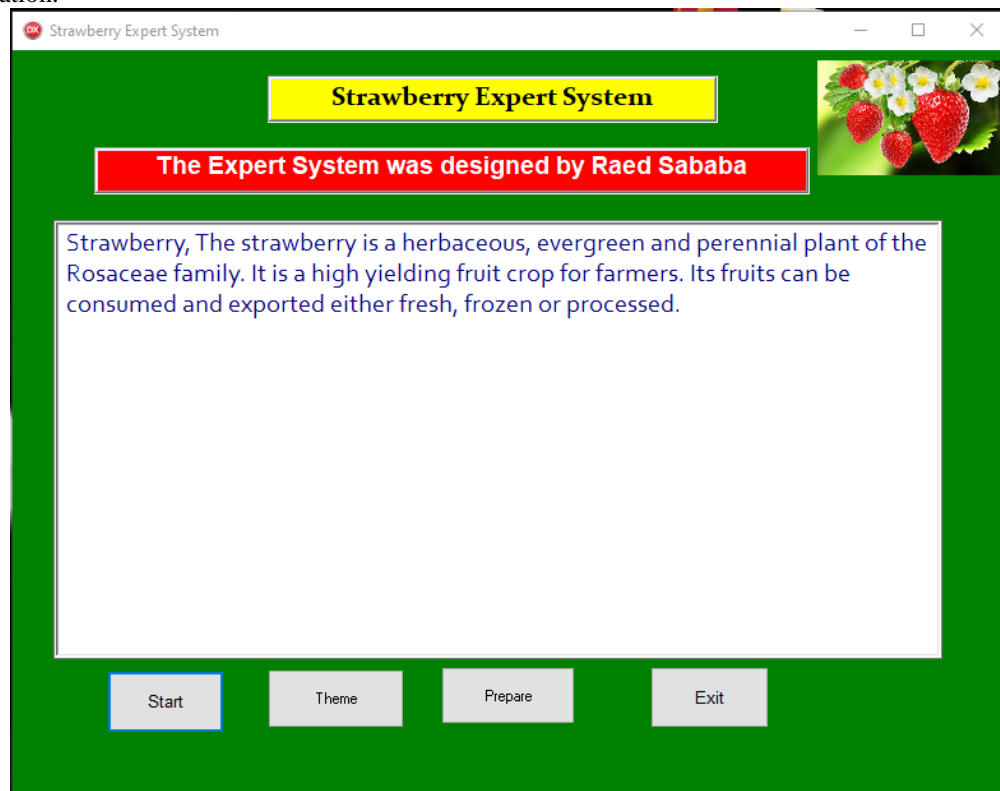 ation.
DX
Strawberry Expert System
Strawberry Expert System
The Expert System was designed by Raed Sababa
Strawberry, The strawberry is a herbaceous, evergreen and perennial plant of the
Rosaceae family. It is a high yielding fruit crop for farmers. Its fruits can be
consumed and exported either fresh, frozen or processed.
Start
Theme
Prepare
Exit